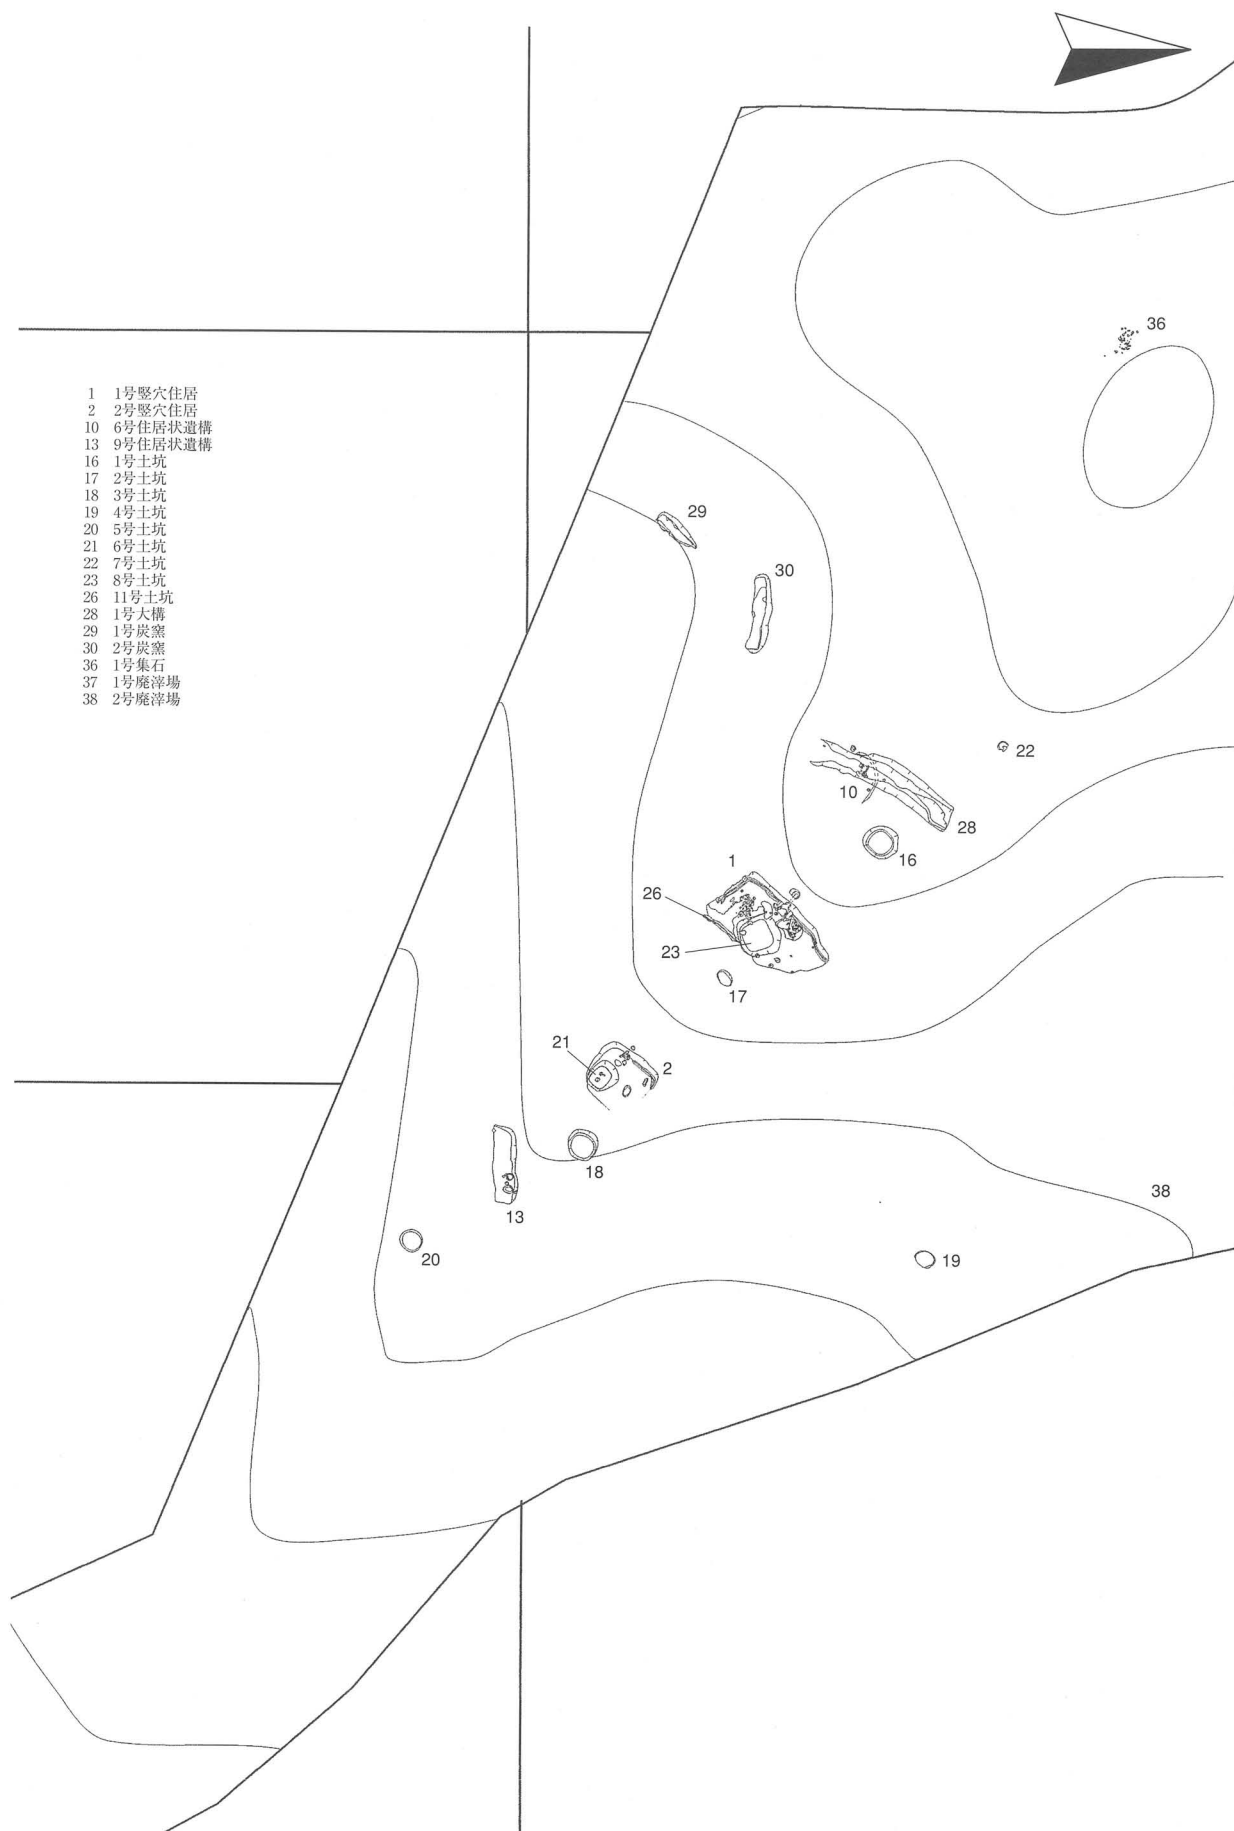 1 1号竪穴住居
2 2号竪穴住居
10 6号住居状遺構
13 9号住居状遺構
16 1号土坑
17 2号土坑
18 3号土坑
19 4号土坑
20 5号土坑
21 6号土坑
22 7号土坑
23 8号土坑
26 11号土坑
28 1号大構
29 1号炭窯
30 2号炭窯
36 1号集石
37 1号廃滓場
38 2号廃滓場
36
29
30
22
10
28
16
1
26
23
17
21
2
18
13
38
20
19